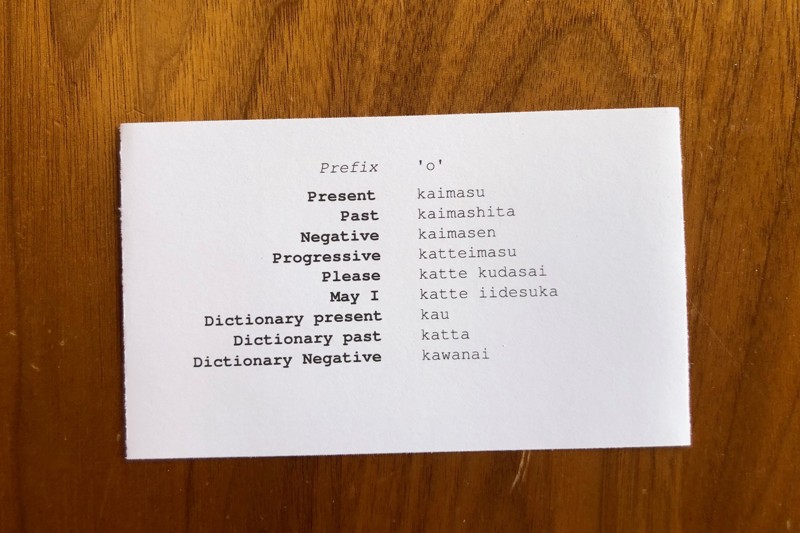 Prefix 'o'
Present kaimasu
Past kaimashita
Negative kaimasen
Progressive katteimasu
Please katte kudasai
May I katte iidesuka
Dictionary present kau
Dictionary past katta
Dictionary Negative kawanai